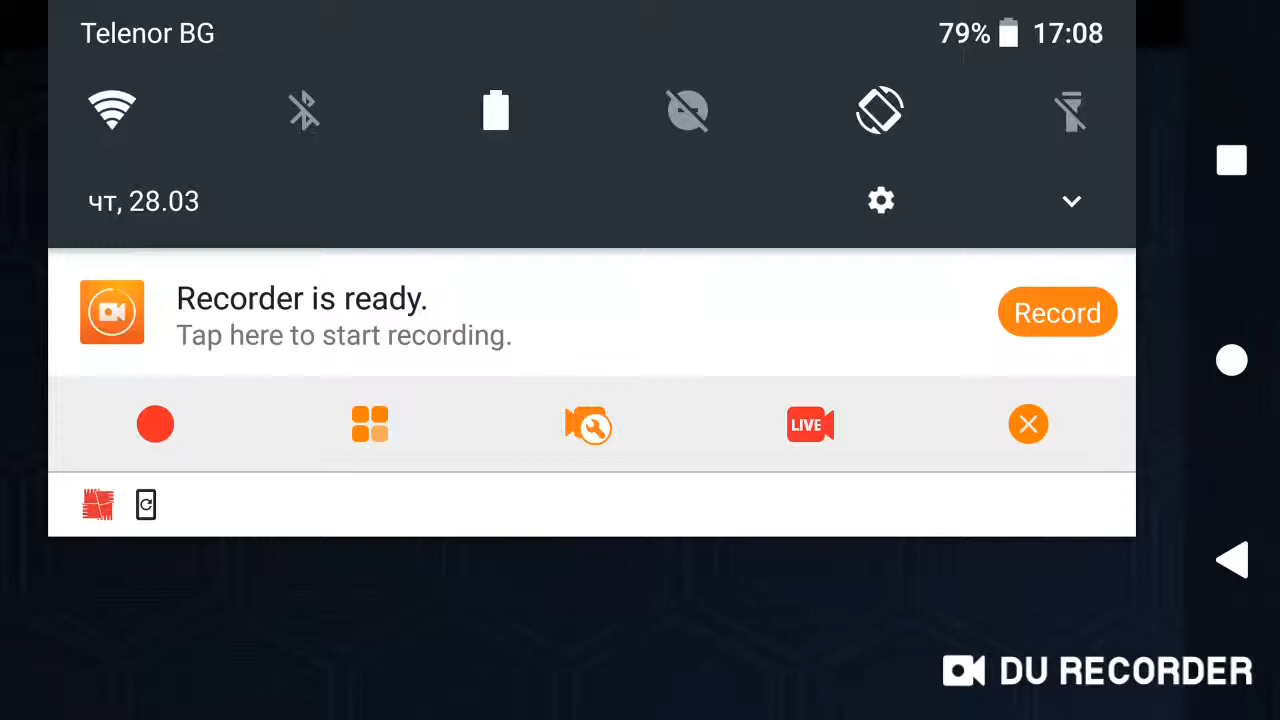 Telenor BG
79% 17:08
чт, 28.03
Recorder is ready.
Tap here to start recording.
Record
LIVE
DU RECORDER